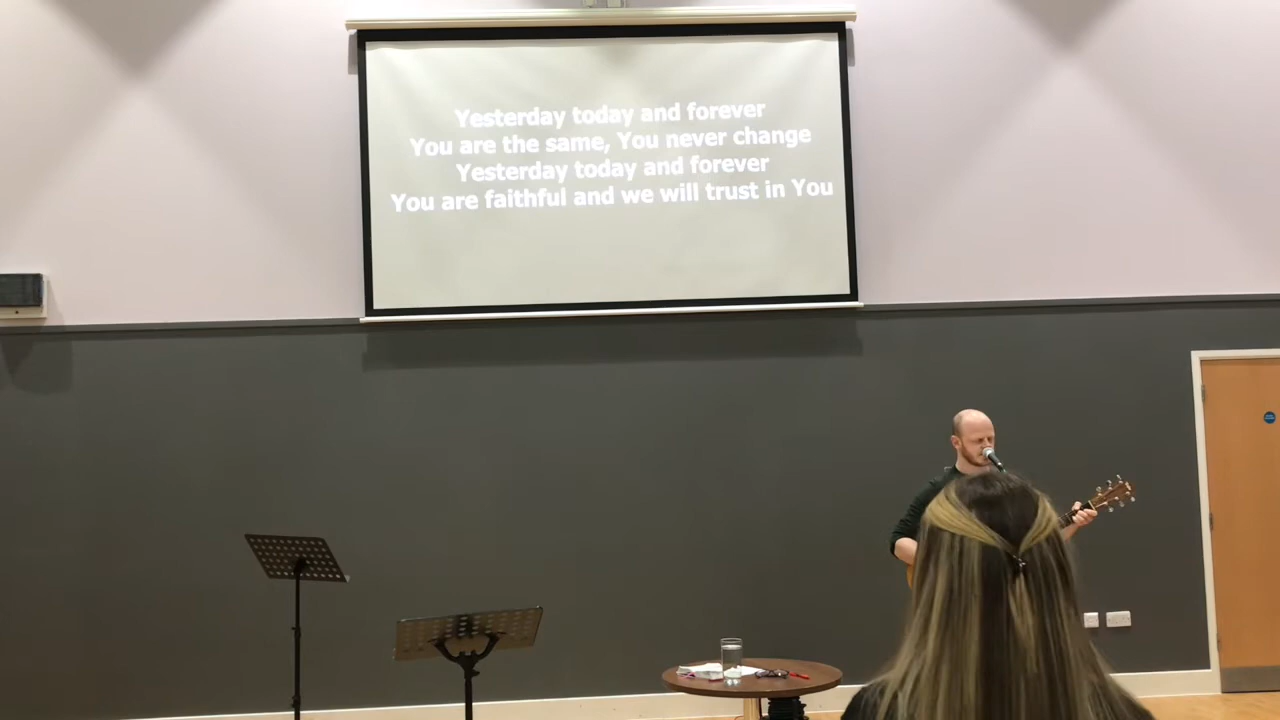 Yesterday today and forever
You are the same, You never change
Yesterday today and forever
You are faithful and we will trust in You